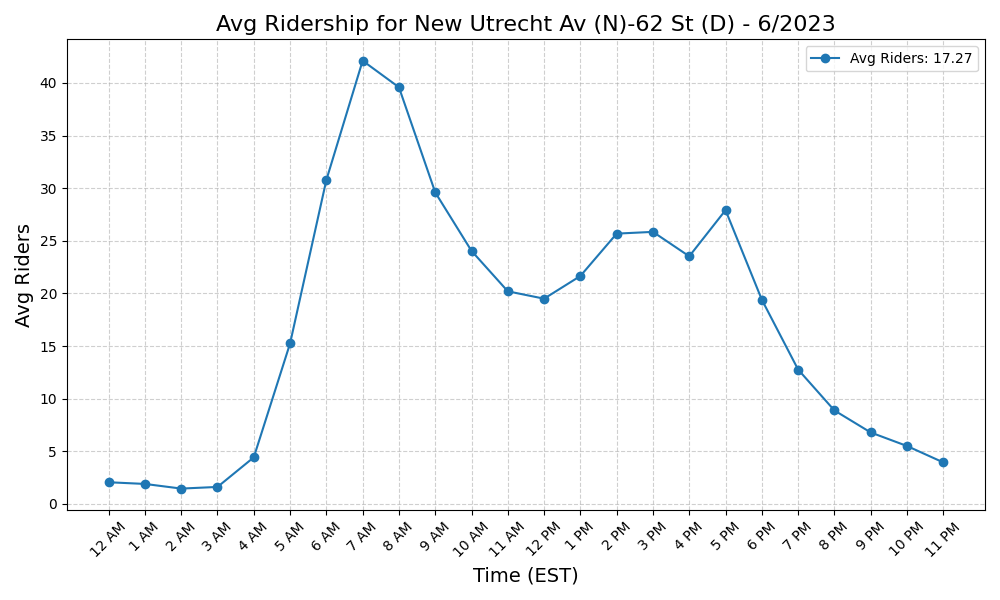 Avg Ridership for New Utrecht Av (N)-62 St (D) - 6/2023
Avg Riders: 17.27
Avg Riders
40
35
30
25
20
15
10
5
0
12 AM
1 AM
2 AM
3 AM
4 AM
5 AM
6 AM
7 AM
8 AM
9 AM
10 AM
11 AM
12 PM
1 PM
2 PM
3 PM
4 PM
5 PM
6 PM
7 PM
8 PM
9 PM
10 PM
11 PM
Time (EST)